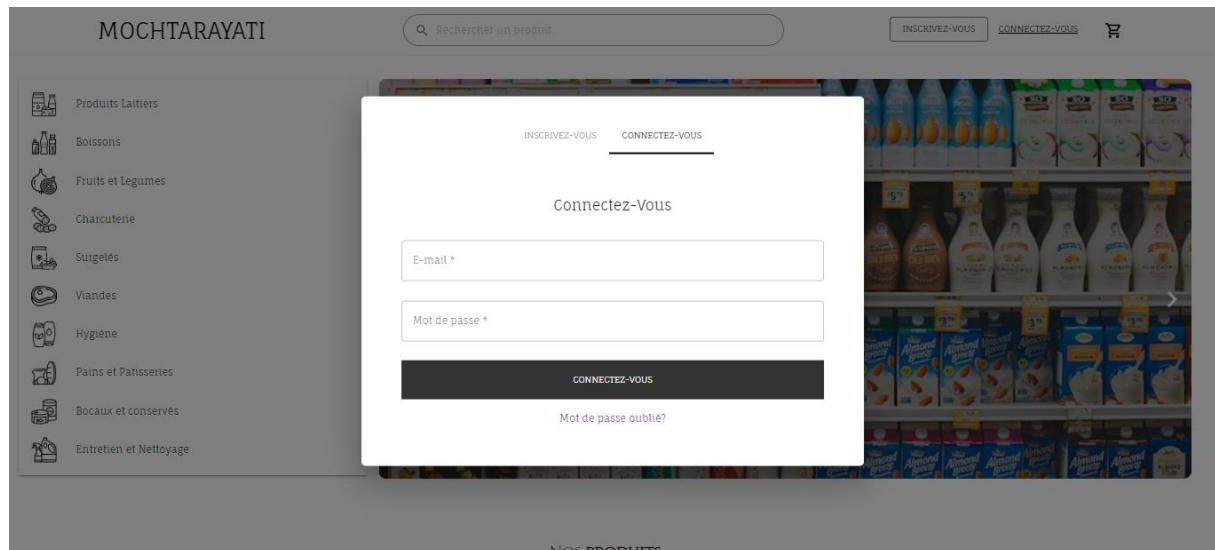 MOCHTARAYATI
Rechercher un produit
INSCRIVEZ-VOUS
CONNECTEZ-VOUS
Produits Laitiers
Boissons
Fruits et Legumes
Charcuterie
Surgelés
Viandes
Hygiène
Pains et Patisseries
Bocaux et conservés
Entretien et Nettoyage
INSCRIVEZ-VOUS
CONNECTEZ-VOUS
Connectez-Vous
E-mail *
Mot de passe *
CONNECTEZ-VOUS
Mot de passe oublié?
NOS PRODUITS